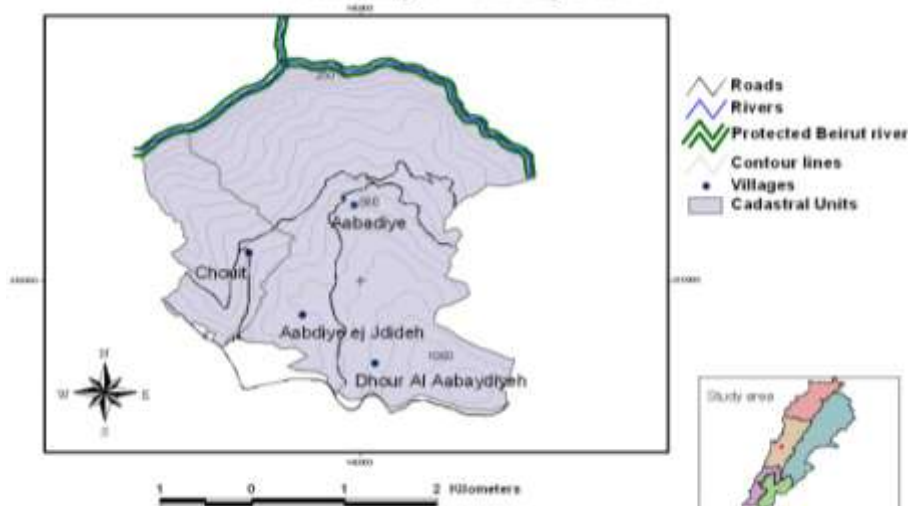 Roads
Rivers
Protected Beirut river
Contour lines
Villages
Cadastral Units
Aabadiye
Chouit
Aabdiye ej Jdideh
Dhour Al Aabaydiyeh
N
W
E
S
Study area
1 0 1 2 Kilometers